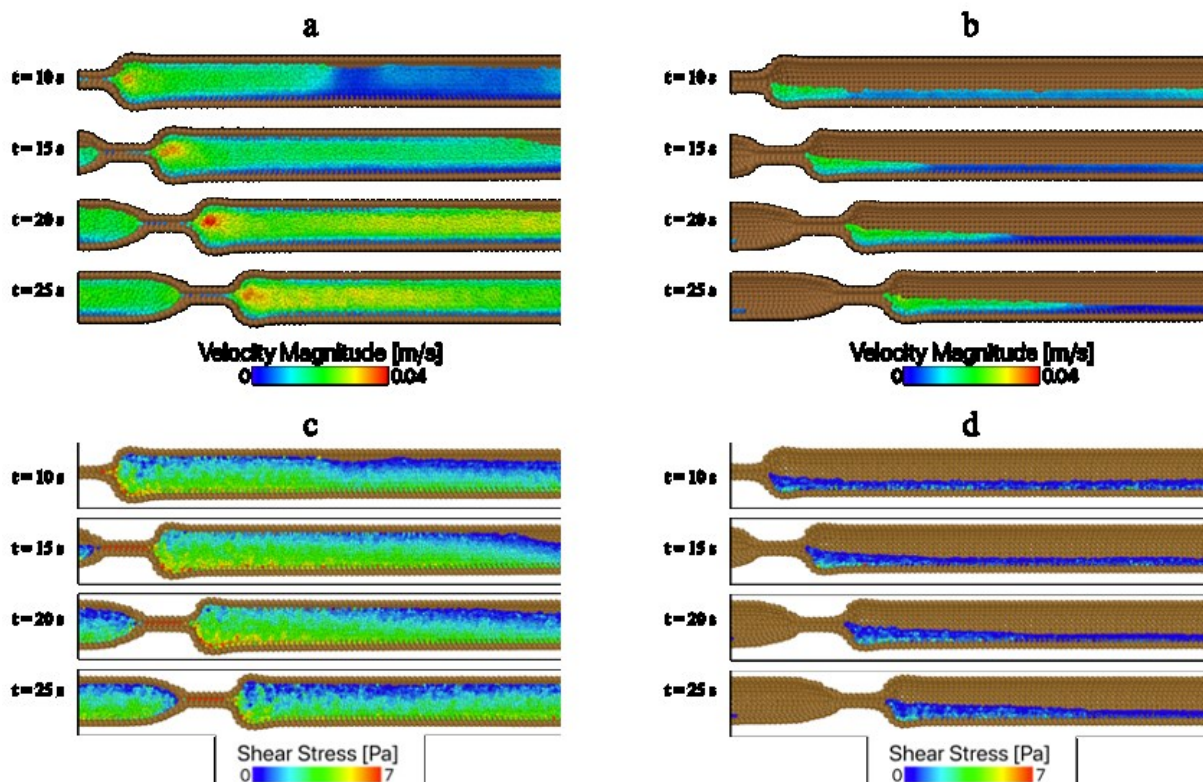 a
t = 10 s
t = 15 s
t = 20 s
t = 25 s
Velocity Magnitude [m/s]
0 0.04
b
t = 10 s
t = 15 s
t = 20 s
t = 25 s
Velocity Magnitude [m/s]
0 0.04
c
t = 10 s
t = 15 s
t = 20 s
t = 25 s
Shear Stress [Pa]
0 7
d
t = 10 s
t = 15 s
t = 20 s
t = 25 s
Shear Stress [Pa]
0 7